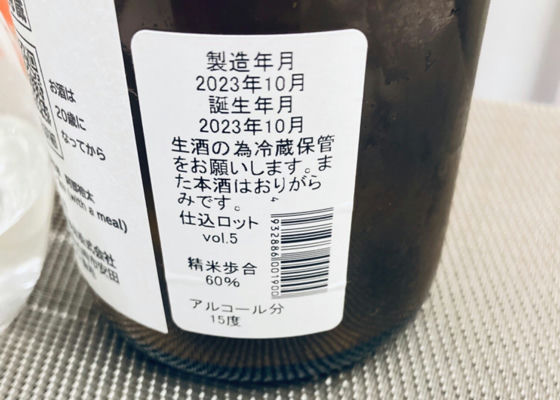 お酒は
20歳に
なってから
with a meal)
製造年月
2023年10月
誕生年月
2023年10月
生酒の為冷蔵保管
をお願いします。ま
た本酒はおりがら
みです。
仕込ロット
vol.5
4932886001900
精米歩合
60%
アルコール分
15度